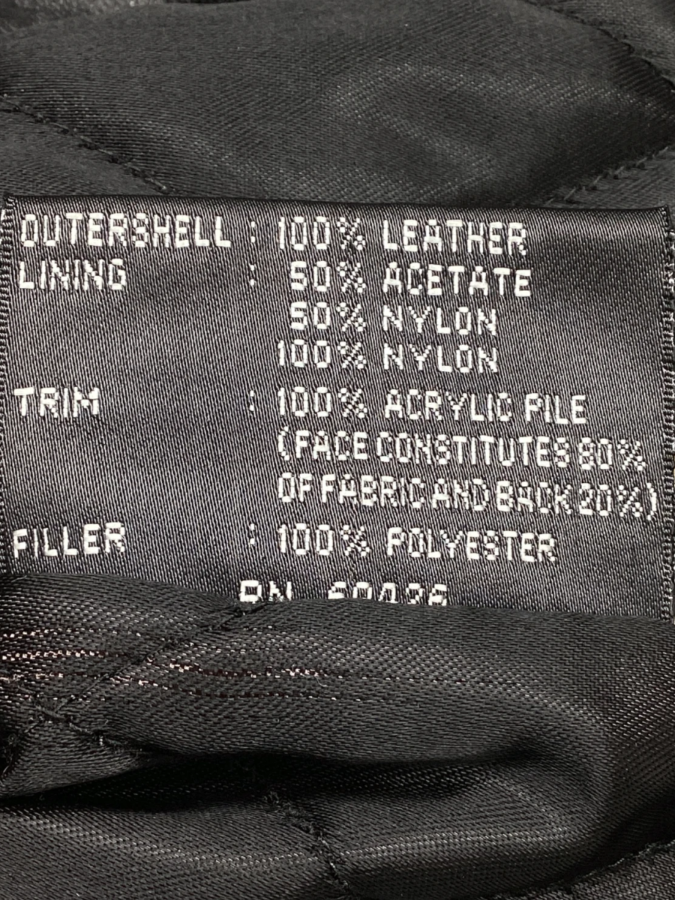 OUTERSHELL : 100% LEATHER
LINING : 50% ACETATE
50% NYLON
100% NYLON
TRIM : 100% ACRYLIC PILE
(FACE CONSTITUTES 80%
OF FABRIC AND BACK 20%)
FILLER : 100% POLYESTER
RN